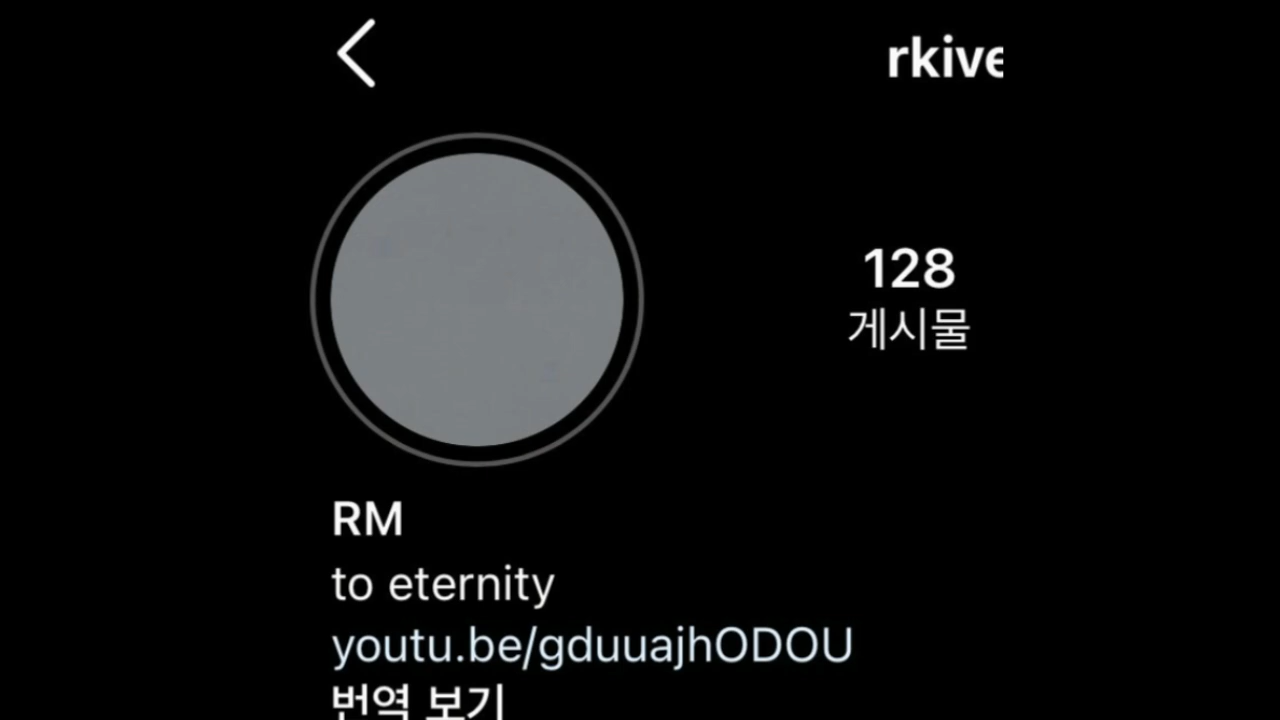 rkive
128
게시물
RM
to eternity
youtu.be/gduuajhODOU
번역 보기